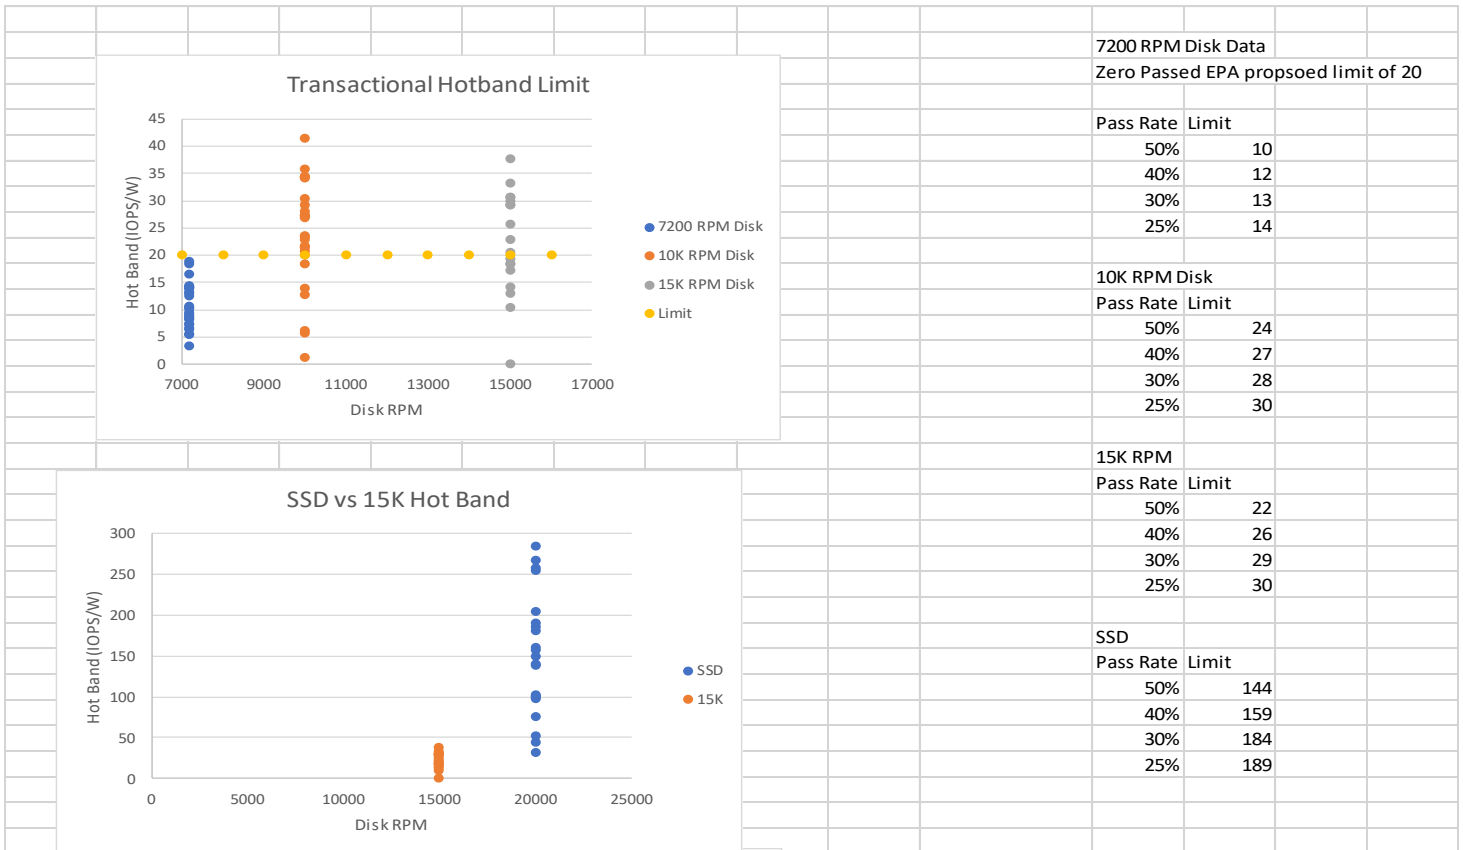 Transactional Hotband Limit
45
40
35
30
25
20
15
10
5
0
Hot Band (IOPS/W)
7000 9000 11000 13000 15000 17000
Disk RPM
7200 RPM Disk
10K RPM Disk
15K RPM Disk
Limit
SSD vs 15K Hot Band
300
250
200
150
100
50
0
Hot Band (IOPS/W)
0 5000 10000 15000 20000 25000
Disk RPM
SSD
15K
7200 RPM Disk Data
Zero Passed EPA propsoed limit of 20
Pass Rate Limit
50% 10
40% 12
30% 13
25% 14
10K RPM Disk
Pass Rate Limit
50% 24
40% 27
30% 28
25% 30
15K RPM
Pass Rate Limit
50% 22
40% 26
30% 29
25% 30
SSD
Pass Rate Limit
50% 144
40% 159
30% 184
25% 189